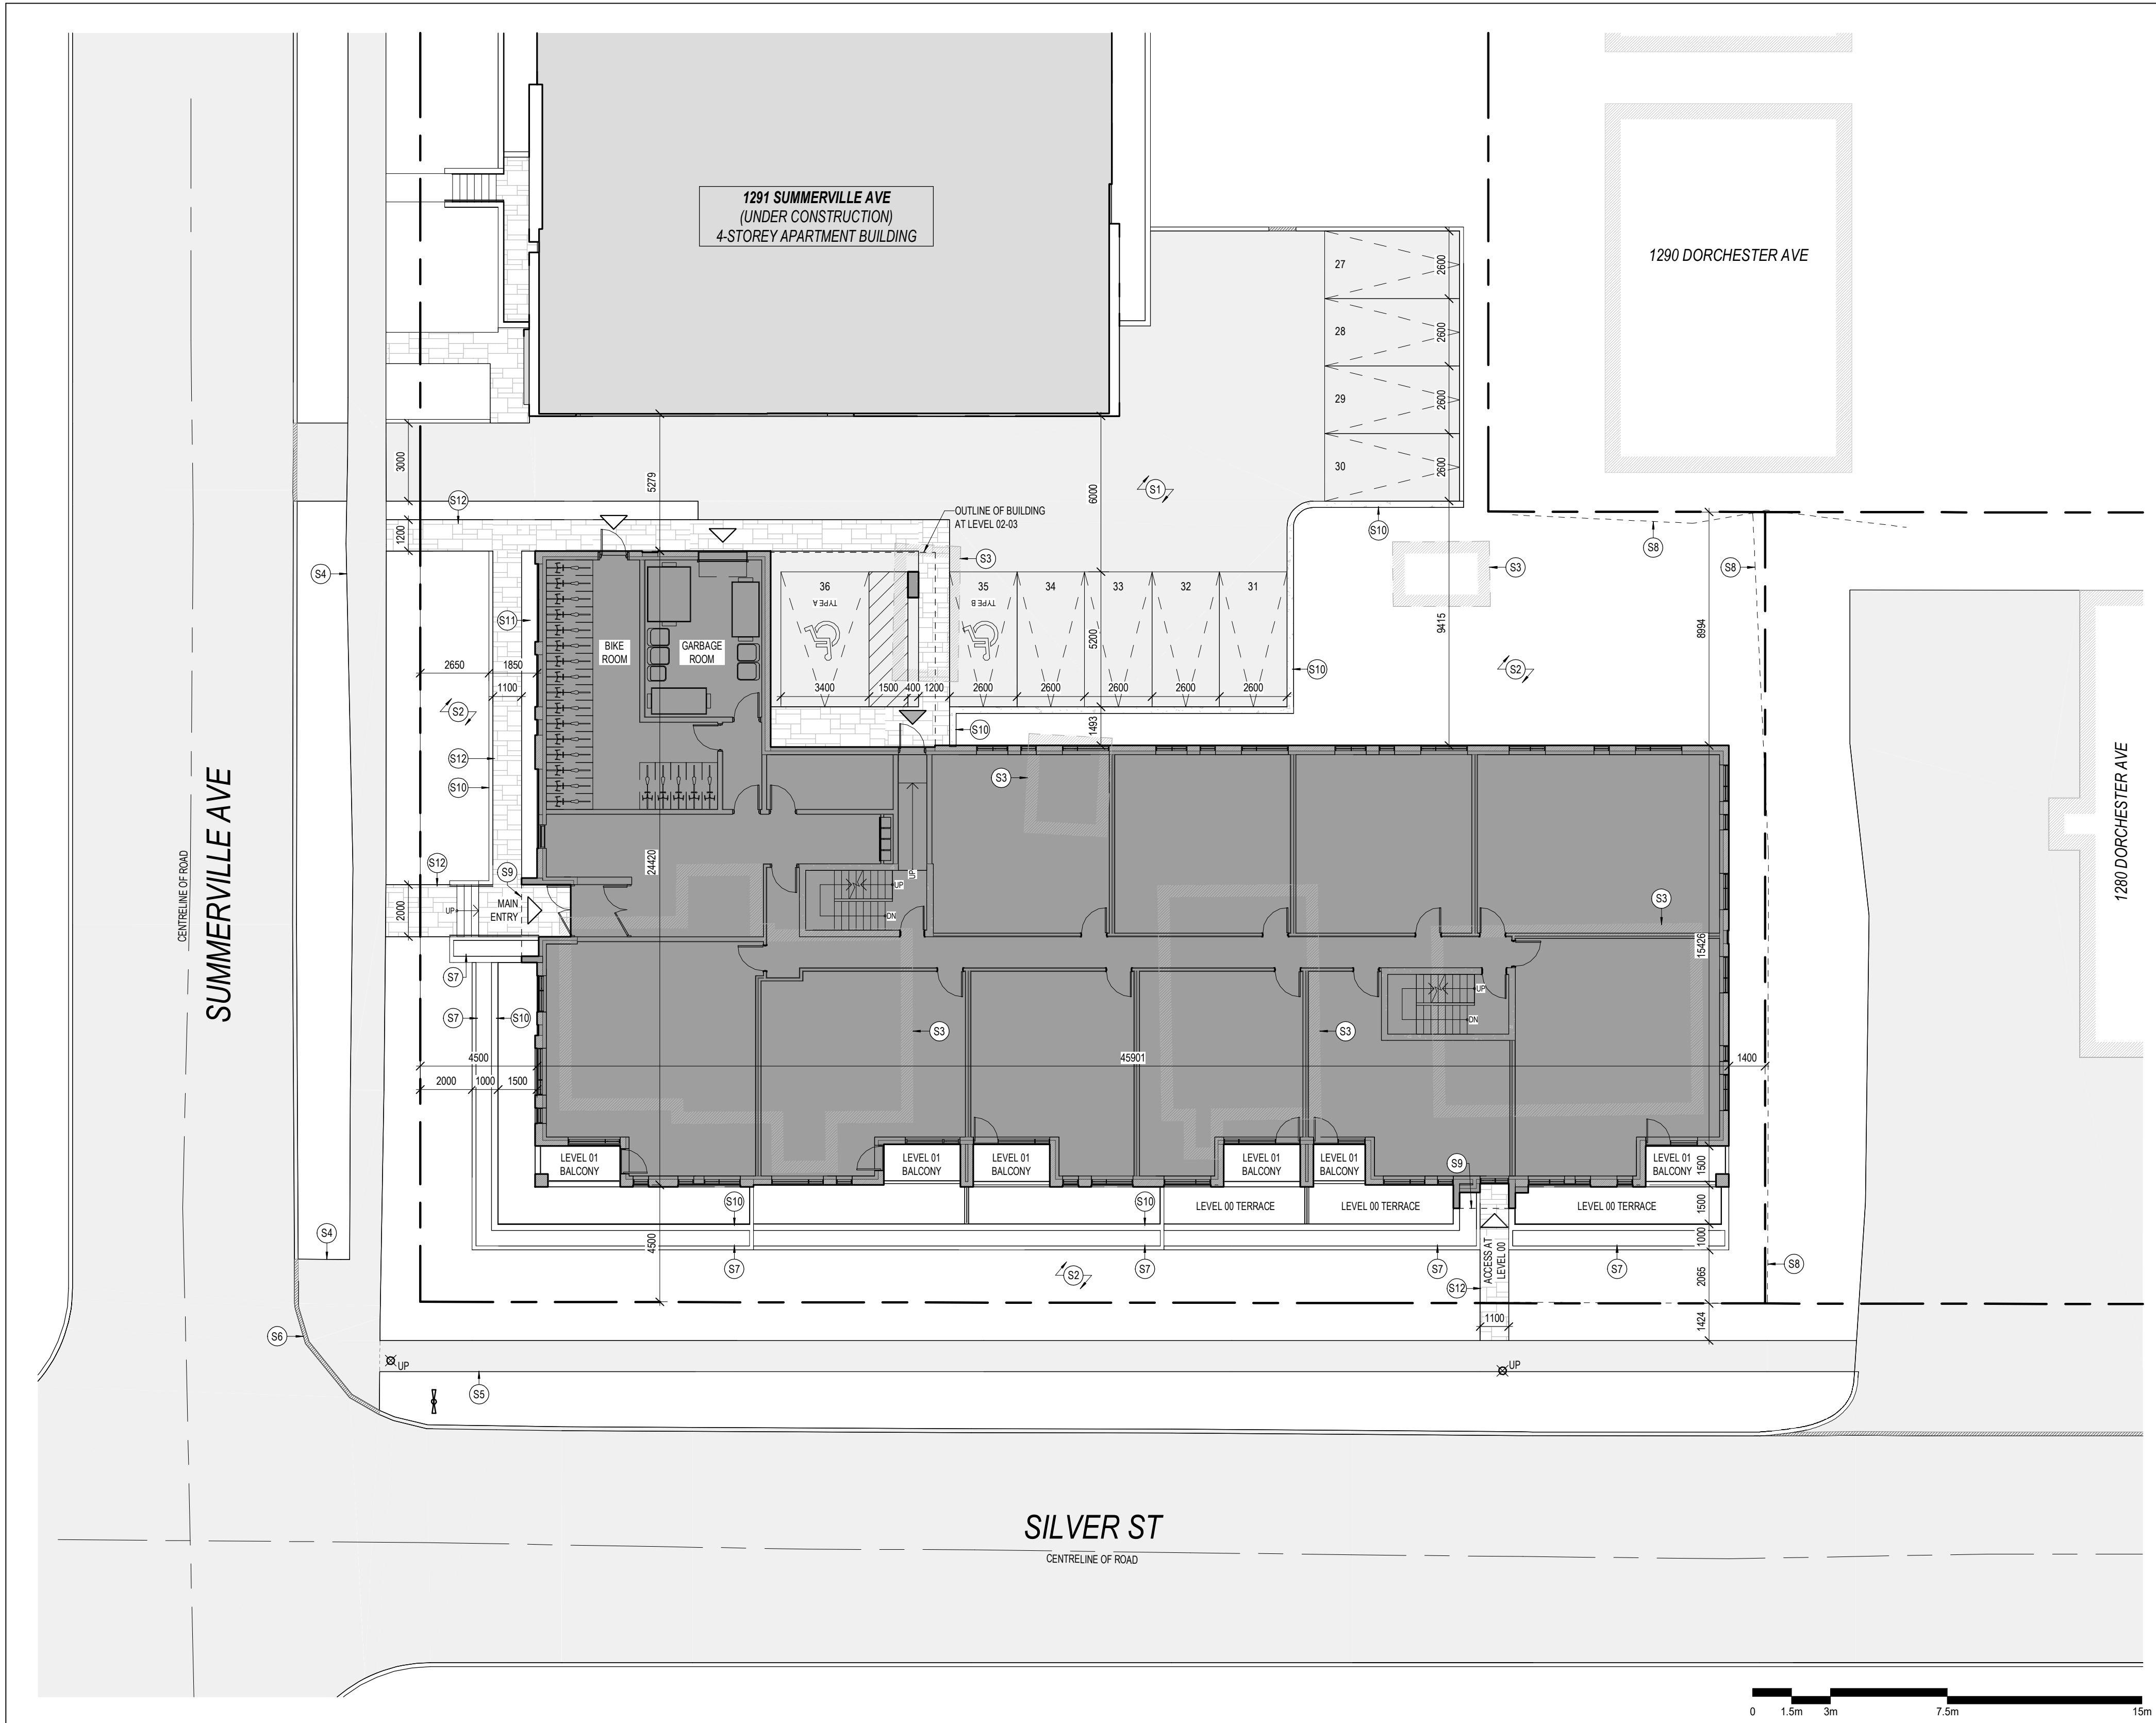 1291 SUMMERVILLE AVE
(UNDER CONSTRUCTION)
4-STOREY APARTMENT BUILDING
1290 DORCHESTER AVE
27
2600
28
2600
29
2600
30
2600
3000
5279
6000
S1
S12
1200
OUTLINE OF BUILDING
AT LEVEL 02-03
S10
S8
S3
S3
S8
S4
36
TYPE A
35
TYPE B
34
33
32
31
S11
BIKE
ROOM
GARBAGE
ROOM
5200
9415
8994
2650
1850
1100
3400
1500
400
1200
2600
2600
2600
2600
2600
S10
S2
S2
1493
S10
S12
S10
S3
1280 DORCHESTER AVE
SUMMERVILLE AVE
CENTRELINE OF ROAD
S12
S9
24420
UP
DN
UP
2000
UP
MAIN
ENTRY
S3
15426
S7
S7
S10
S3
S3
UP
DN
4500
45901
1400
2000
1000
1500
LEVEL 01
BALCONY
LEVEL 01
BALCONY
LEVEL 01
BALCONY
LEVEL 01
BALCONY
LEVEL 01
BALCONY
S9
LEVEL 01
BALCONY
1500
S10
S10
LEVEL 00 TERRACE
LEVEL 00 TERRACE
LEVEL 00 TERRACE
1500
S4
4500
1000
S7
S2
S7
S7
ACCESS AT
LEVEL 00
S7
S8
2065
S12
1100
1424
S6
UP
UP
S5
SILVER ST
CENTRELINE OF ROAD
0 1.5m 3m 7.5m 15m